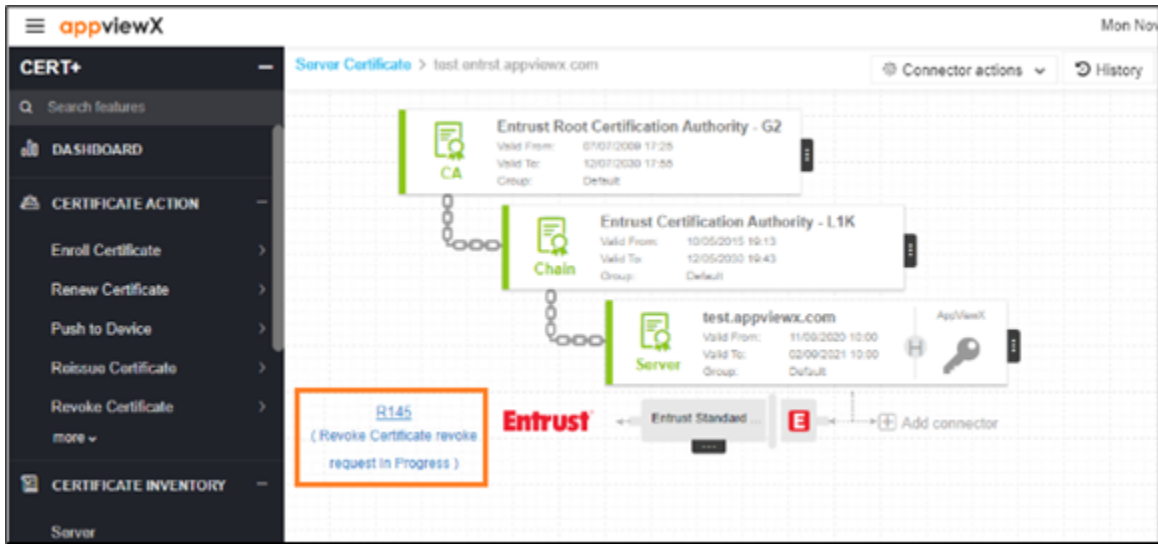 appviewX
Mon Nov
CERT+
Server Certificate > test.entrst.appviewx.com
Connector actions
History
Search features
DASHBOARD
CERTIFICATE ACTION
Enroll Certificate
Renew Certificate
Push to Device
Reissue Certificate
Revoke Certificate
more
CERTIFICATE INVENTORY
Server
Entrust Root Certification Authority - G2
Valid From: 07/07/2009 17:25
Valid To: 12/07/2030 17:55
Group: Default
CA
Entrust Certification Authority - L1K
Valid From: 10/05/2015 19:13
Valid To: 12/05/2030 19:43
Group: Default
Chain
test.appviewx.com
Valid From: 11/09/2020 10:00
Valid To: 02/09/2021 10:00
Group: Default
Server
AppViewX
R145
( Revoke Certificate revoke
request In Progress )
Entrust
Entrust Standard ...
E
Add connector